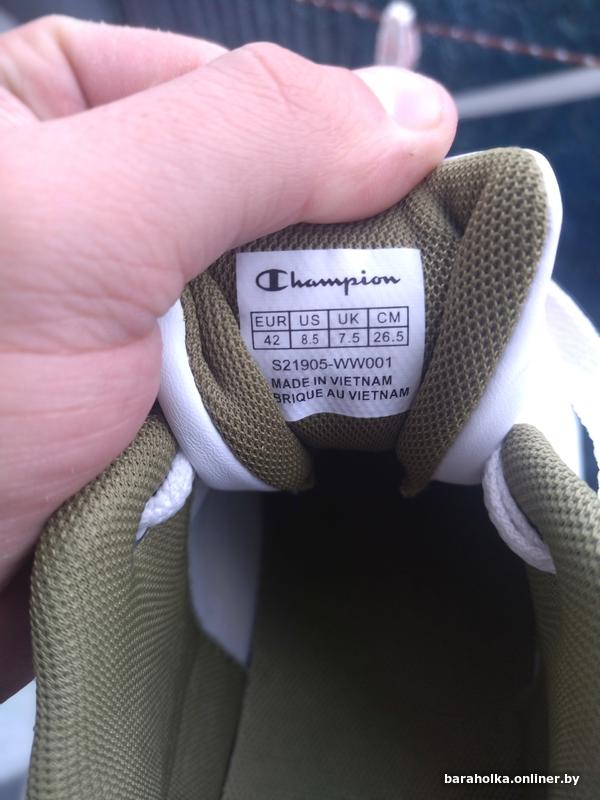 Champion
EUR US UK CM
42 8.5 7.5 26.5
S21905-WW001
MADE IN VIETNAM
BRIQUE AU VIETNAM
baraholka.onliner.by